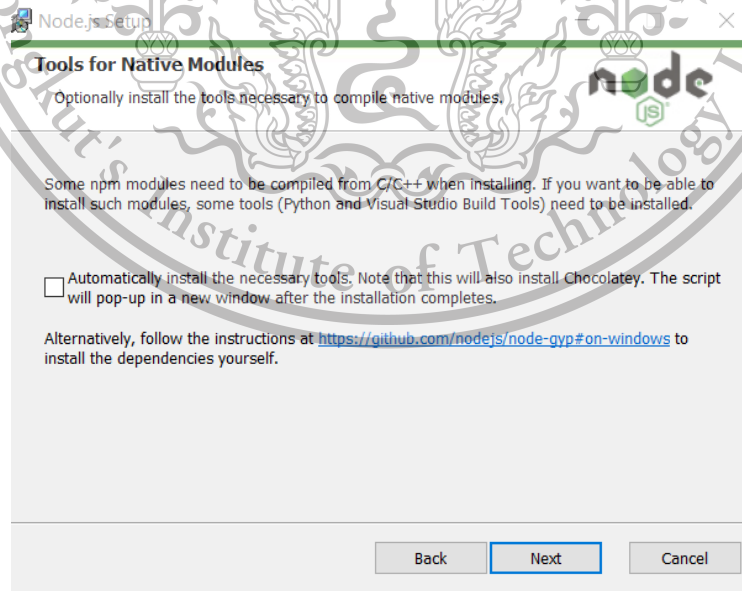 Node.js Setup
Tools for Native Modules
Optionally install the tools necessary to compile native modules.
node
JS
Some npm modules need to be compiled from C/C++ when installing. If you want to be able to
install such modules, some tools (Python and Visual Studio Build Tools) need to be installed.
Institute of Technology
Automatically install the necessary tools. Note that this will also install Chocolatey. The script
will pop-up in a new window after the installation completes.
Alternatively, follow the instructions at https://github.com/nodejs/node-gyp#on-windows to
install the dependencies yourself.
Back Next Cancel